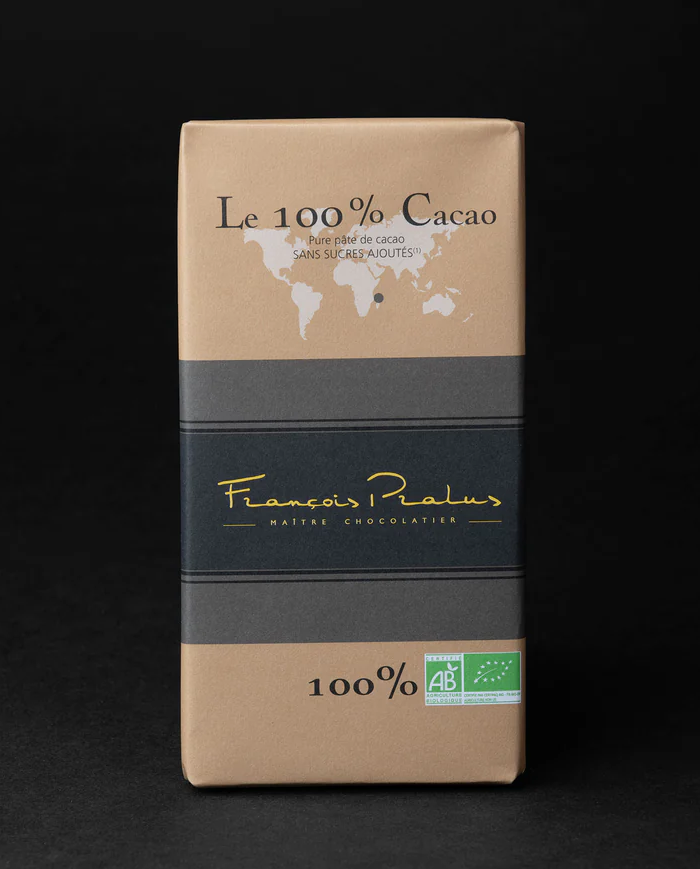 Le 100% Cacao
Pure pâte de cacao
SANS SUCRES AJOUTÉS(1)
François Pralus
MAÎTRE CHOCOLATIER
100%
CERTIFIÉ
AB
AGRICULTURE
BIOLOGIQUE